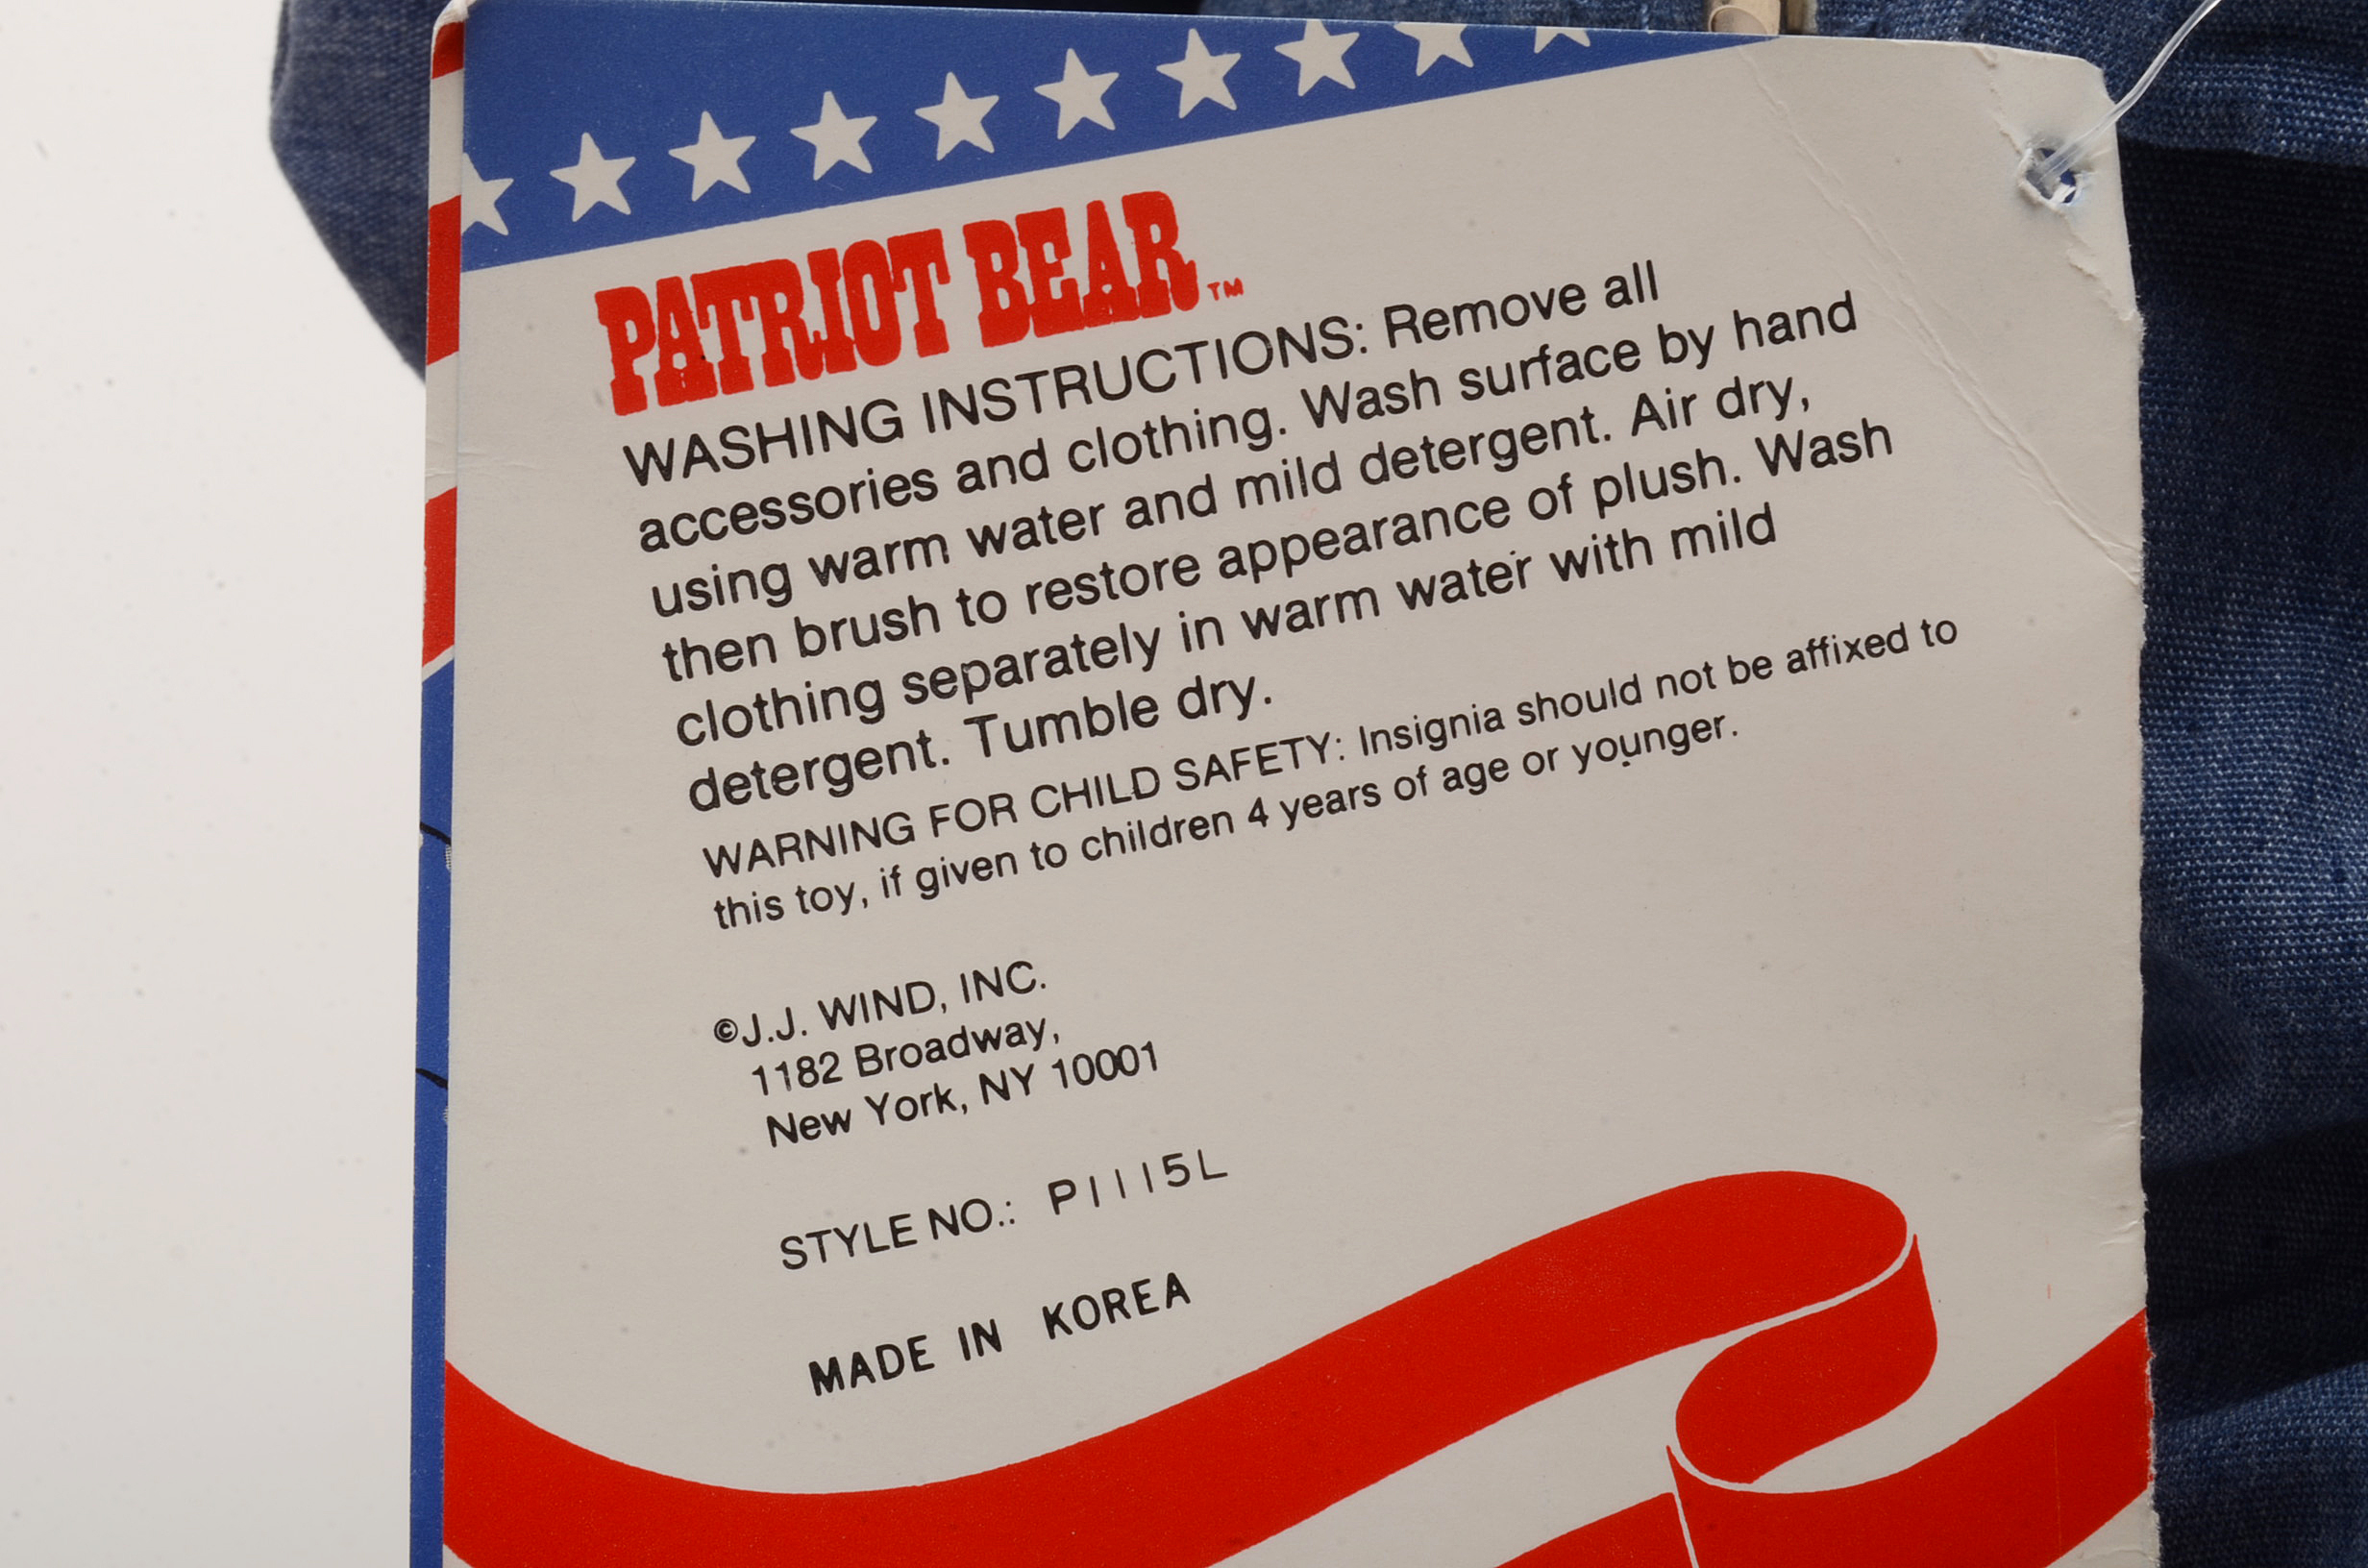 PATRIOT BEAR™
WASHING INSTRUCTIONS: Remove all
accessories and clothing. Wash surface by hand
using warm water and mild detergent. Air dry,
then brush to restore appearance of plush. Wash
clothing separately in warm water with mild
detergent. Tumble dry.
WARNING FOR CHILD SAFETY: Insignia should not be affixed to
this toy, if given to children 4 years of age or younger.
©J.J. WIND, INC.
1182 Broadway,
New York, NY 10001
STYLE NO.: P1115L
MADE IN KOREA